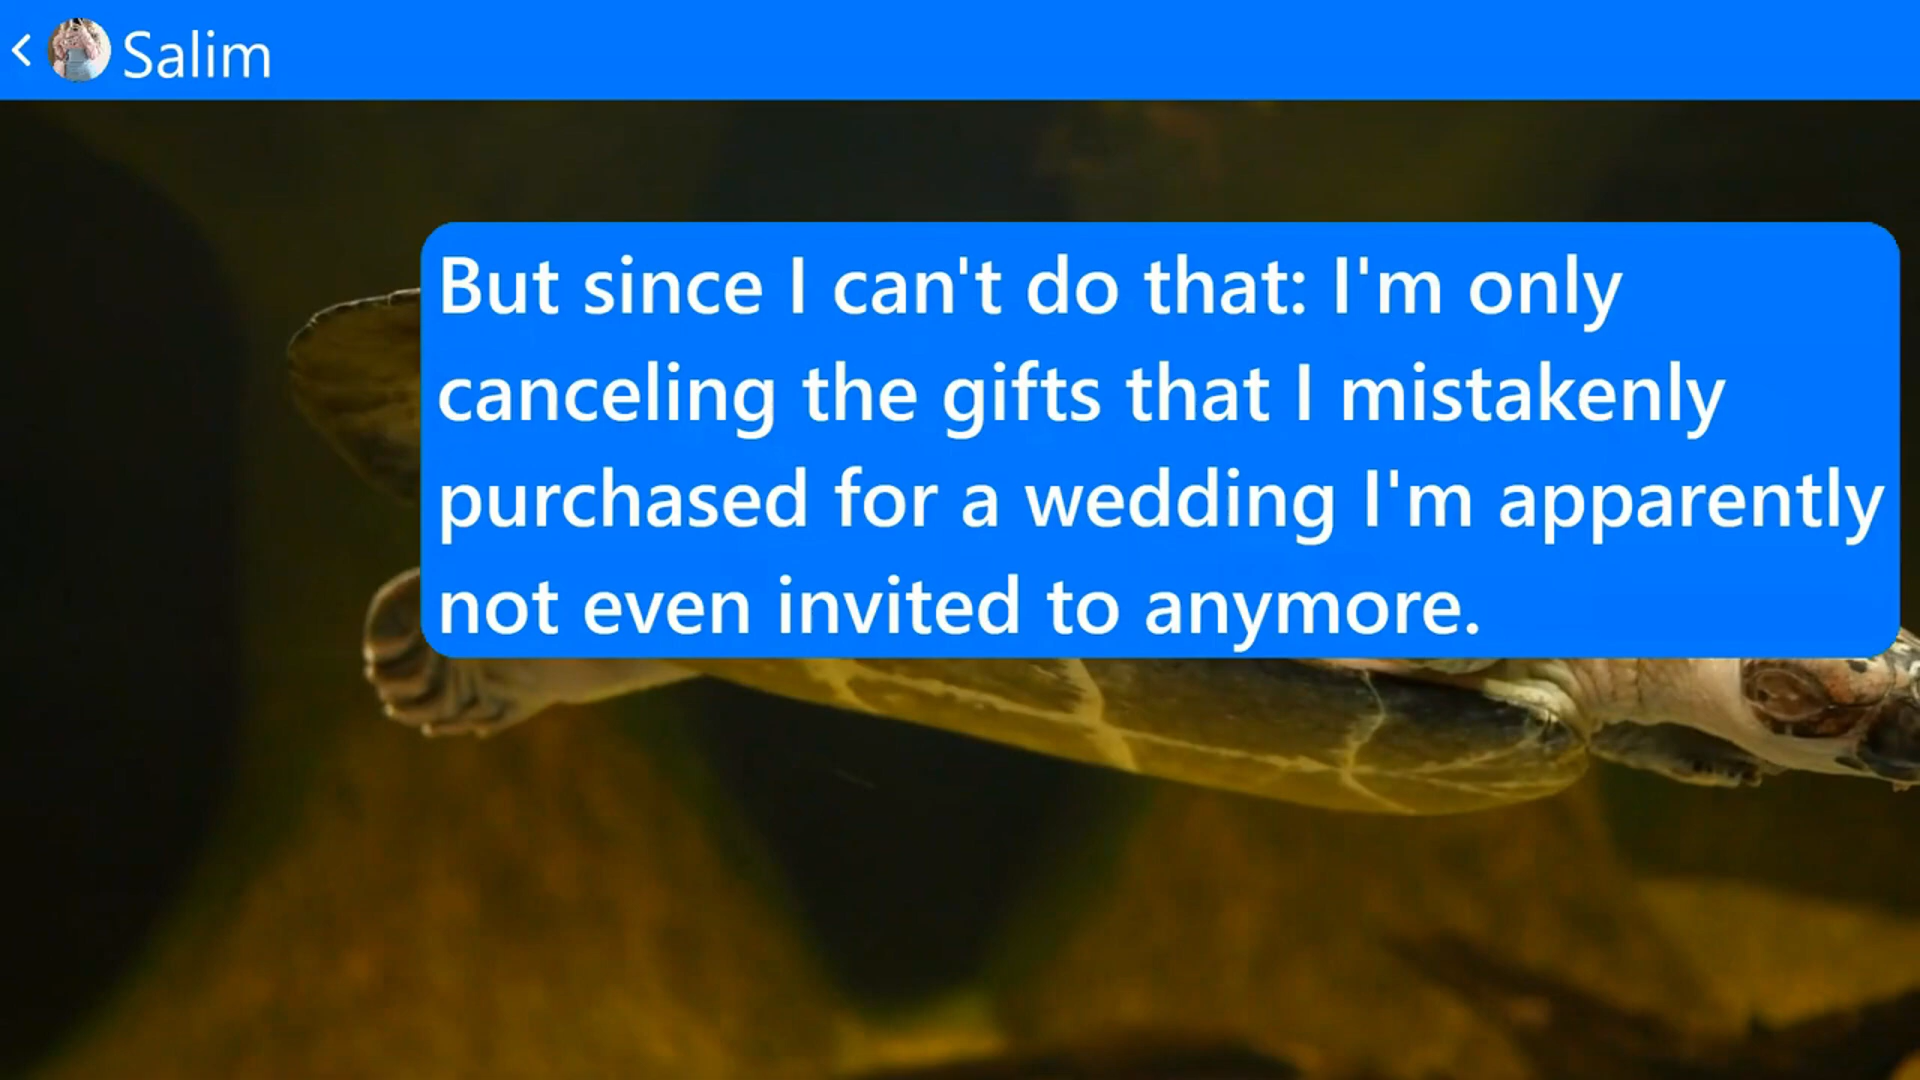 Salim
But since I can't do that: I'm only
canceling the gifts that I mistakenly
purchased for a wedding I'm apparently
not even invited to anymore.